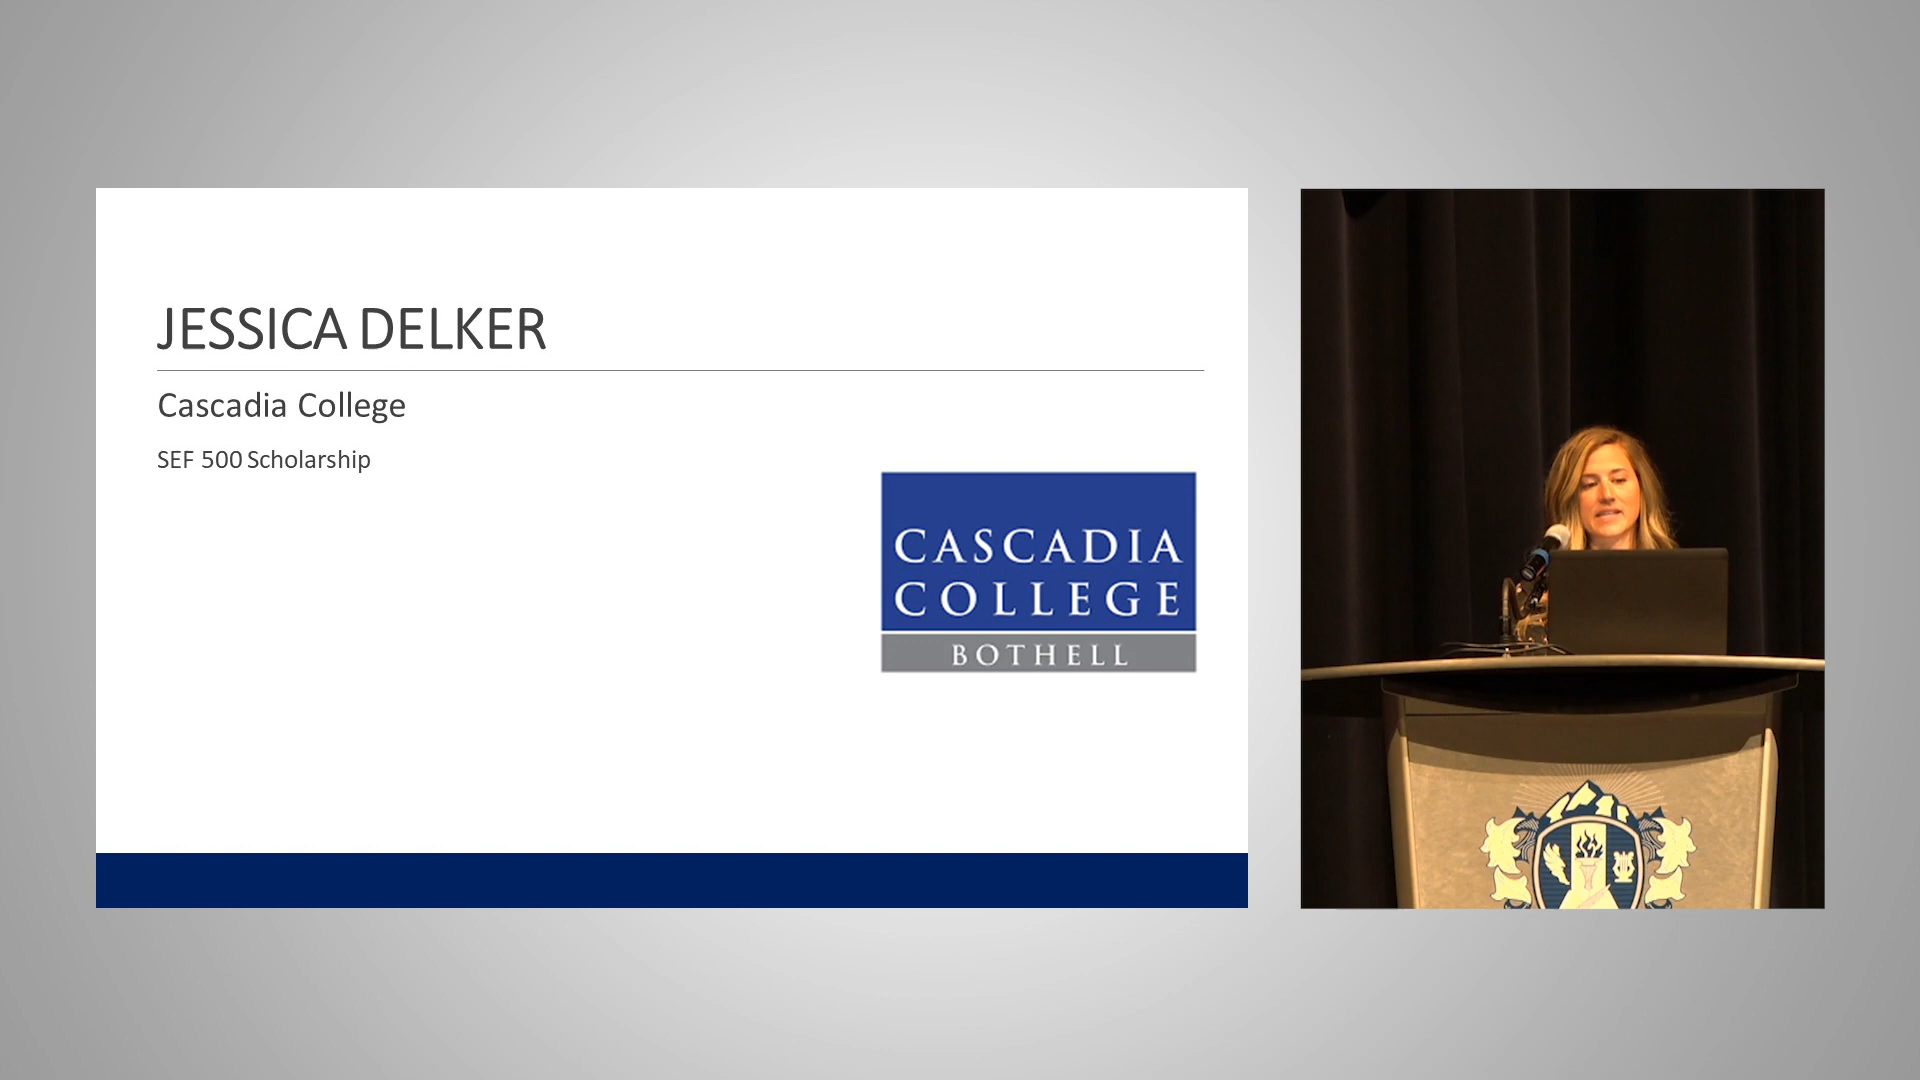 JESSICA DELKER
Cascadia College
SEF 500 Scholarship
CASCADIA
COLLEGE
BOTHELL